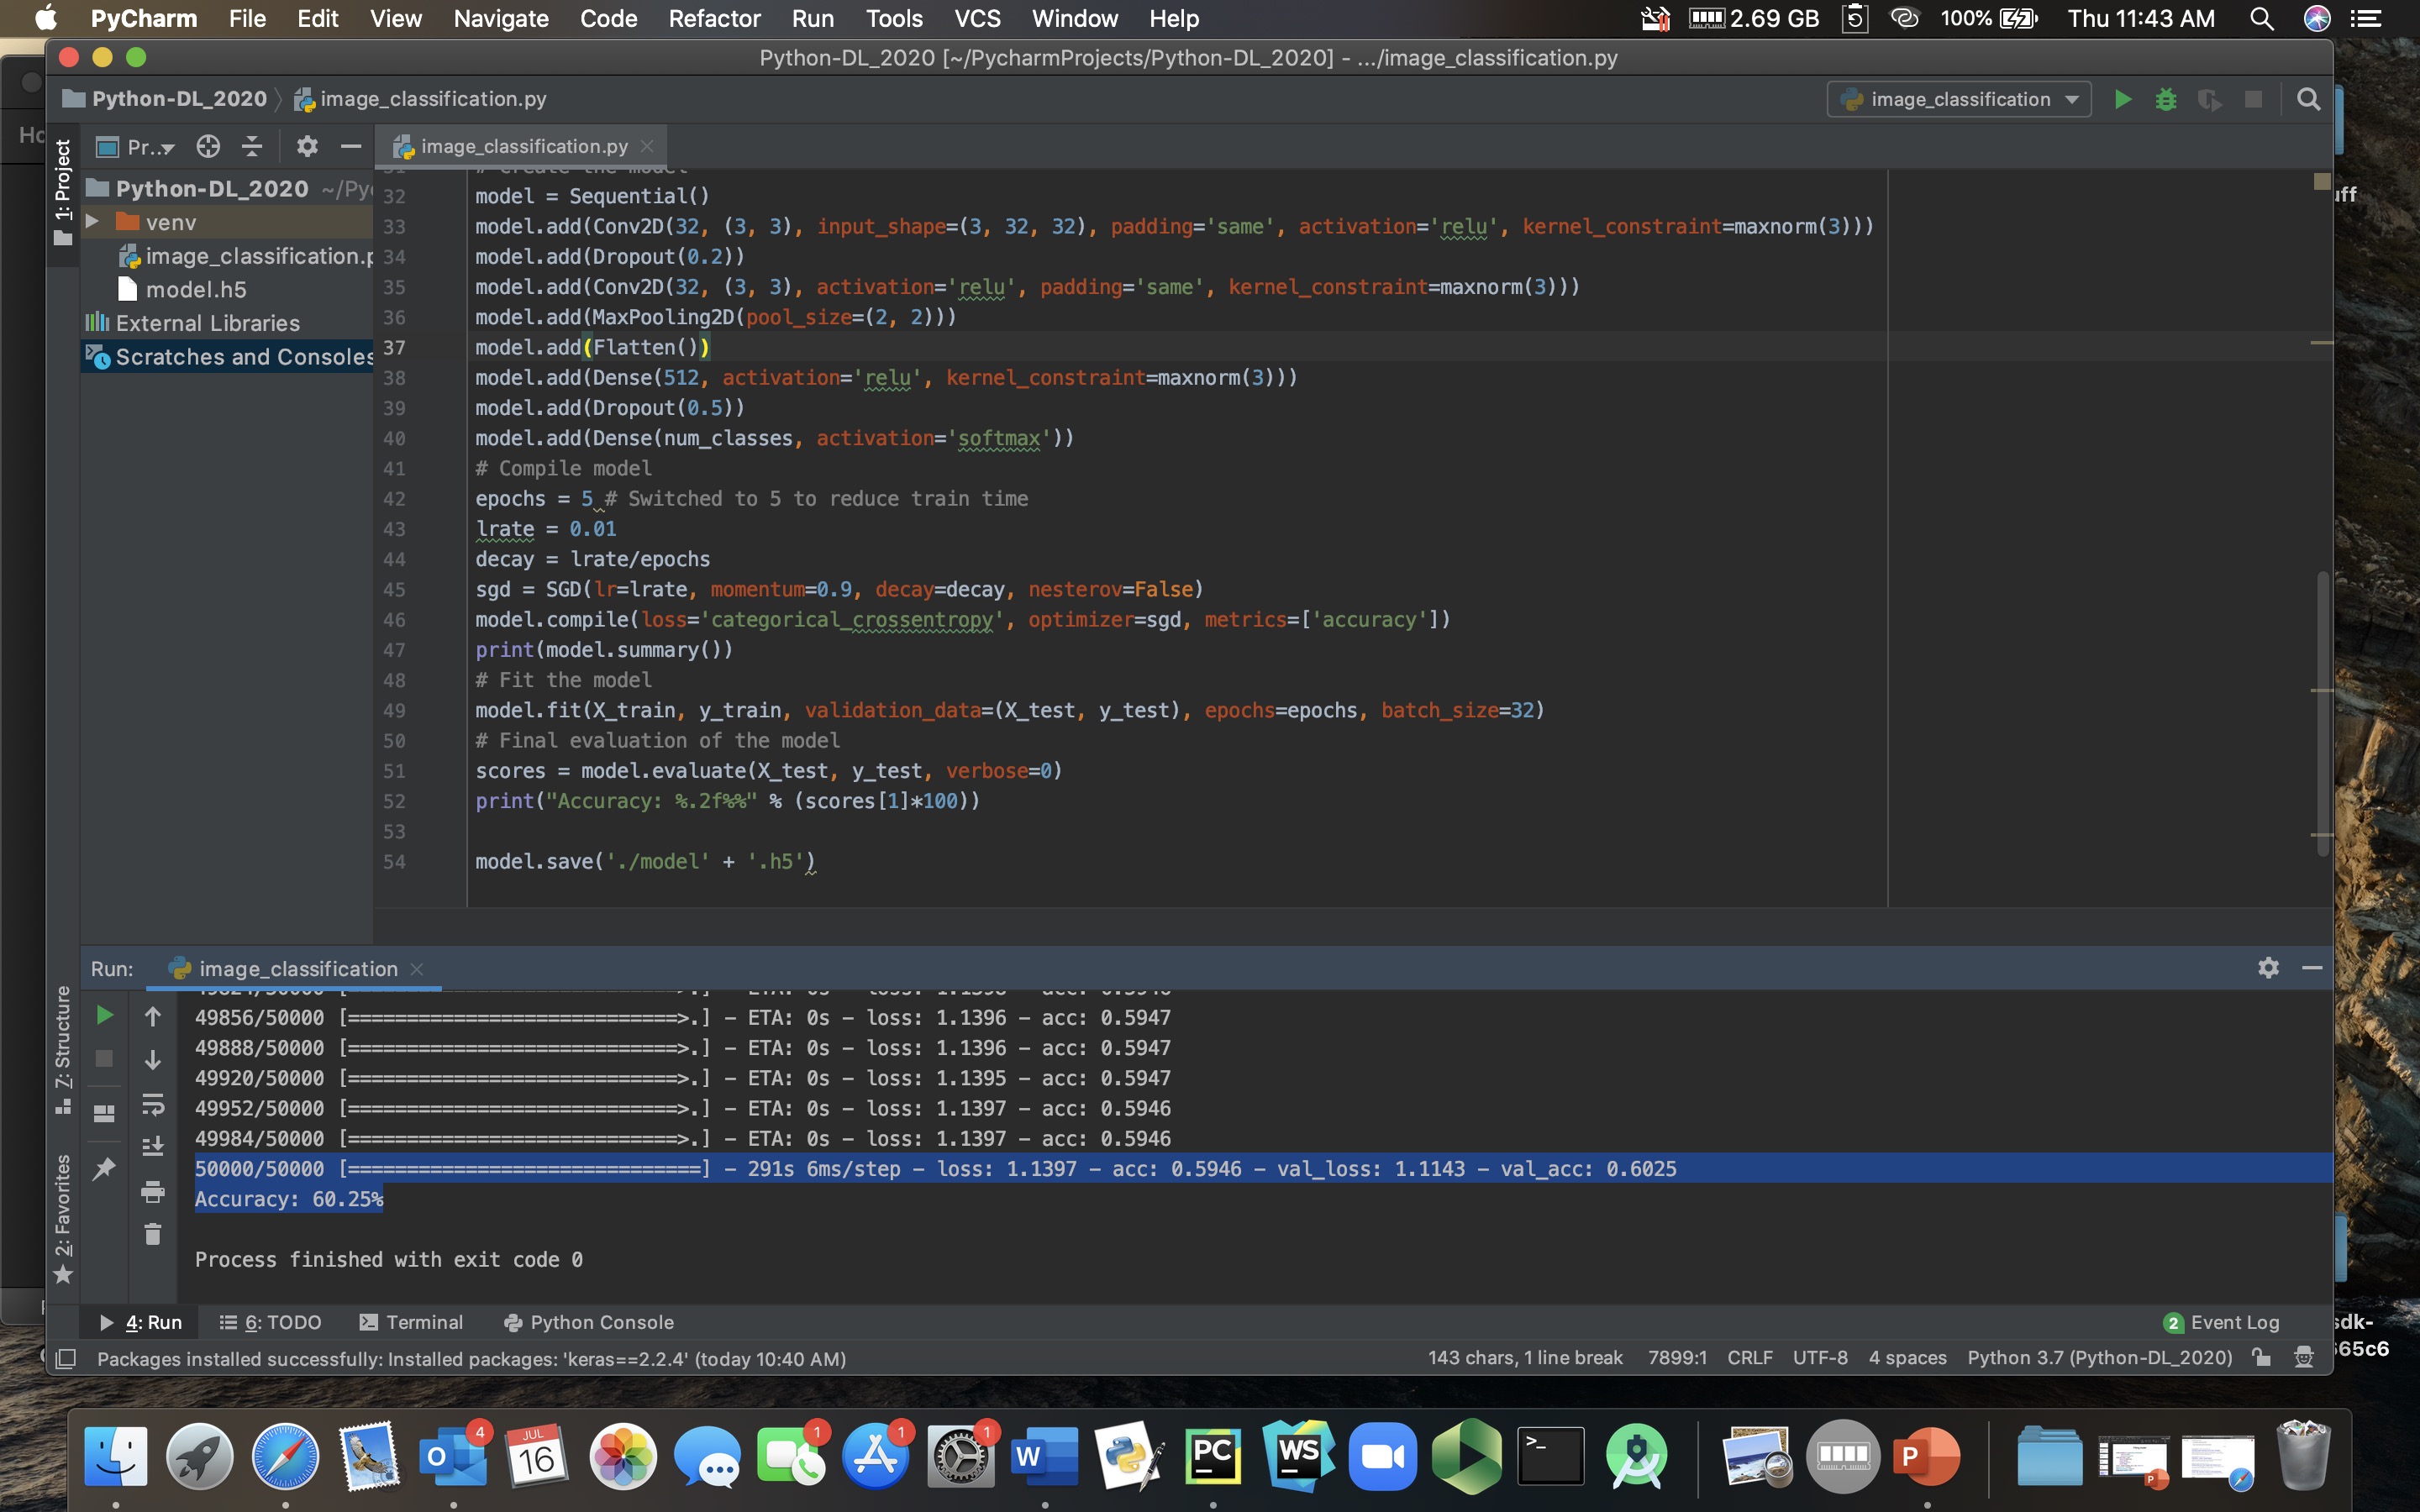 PyCharm File Edit View Navigate Code Refactor Run Tools VCS Window Help 2.69 GB 100% Thu 11:43 AM
Python-DL_2020 [~/PycharmProjects/Python-DL_2020] - .../image_classification.py
Python-DL_2020 image_classification.py image_classification
Pr... image_classification.py
1: Project
Python-DL_2020 ~/Pyc
venv
image_classification.p
model.h5
External Libraries
Scratches and Consoles
32 model = Sequential()
33 model.add(Conv2D(32, (3, 3), input_shape=(3, 32, 32), padding='same', activation='relu', kernel_constraint=maxnorm(3)))
34 model.add(Dropout(0.2))
35 model.add(Conv2D(32, (3, 3), activation='relu', padding='same', kernel_constraint=maxnorm(3)))
36 model.add(MaxPooling2D(pool_size=(2, 2)))
37 model.add(Flatten())
38 model.add(Dense(512, activation='relu', kernel_constraint=maxnorm(3)))
39 model.add(Dropout(0.5))
40 model.add(Dense(num_classes, activation='softmax'))
41 # Compile model
42 epochs = 5 # Switched to 5 to reduce train time
43 lrate = 0.01
44 decay = lrate/epochs
45 sgd = SGD(lr=lrate, momentum=0.9, decay=decay, nesterov=False)
46 model.compile(loss='categorical_crossentropy', optimizer=sgd, metrics=['accuracy'])
47 print(model.summary())
48 # Fit the model
49 model.fit(X_train, y_train, validation_data=(X_test, y_test), epochs=epochs, batch_size=32)
50 # Final evaluation of the model
51 scores = model.evaluate(X_test, y_test, verbose=0)
52 print("Accuracy: %.2f%%" % (scores[1]*100))
53
54 model.save('./model' + '.h5')
Run: image_classification
49856/50000 [============================>.] - ETA: 0s - loss: 1.1396 - acc: 0.5947
49888/50000 [============================>.] - ETA: 0s - loss: 1.1396 - acc: 0.5947
49920/50000 [============================>.] - ETA: 0s - loss: 1.1395 - acc: 0.5947
49952/50000 [============================>.] - ETA: 0s - loss: 1.1397 - acc: 0.5946
49984/50000 [============================>.] - ETA: 0s - loss: 1.1397 - acc: 0.5946
50000/50000 [==============================] - 291s 6ms/step - loss: 1.1397 - acc: 0.5946 - val_loss: 1.1143 - val_acc: 0.6025
Accuracy: 60.25%
Process finished with exit code 0
Z: Structure
2: Favorites
4: Run 6: TODO Terminal Python Console 2 Event Log
Packages installed successfully: Installed packages: 'keras==2.2.4' (today 10:40 AM) 143 chars, 1 line break 7899:1 CRLF UTF-8 4 spaces Python 3.7 (Python-DL_2020)
sdk-
365c6
uff
Ho
4 JUL 16 1 1 1 O W PC WS >_ P